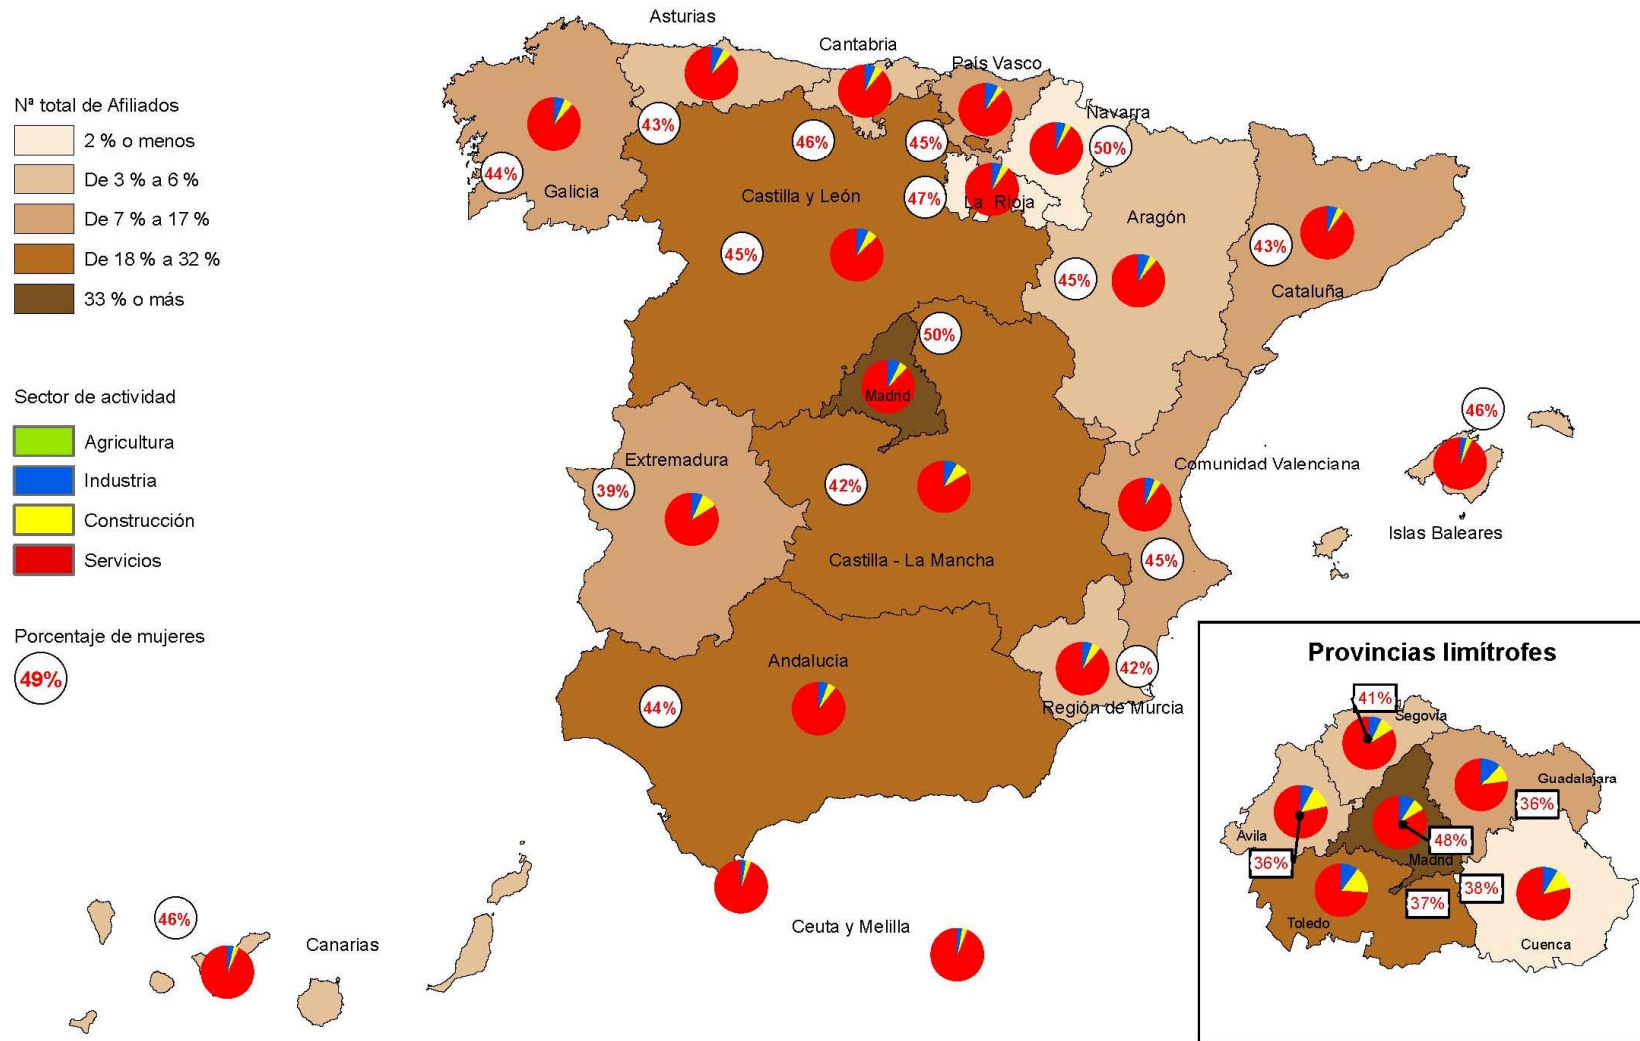 Nª total de Afiliados
2 % o menos
De 3 % a 6 %
De 7 % a 17 %
De 18 % a 32 %
33 % o más
Sector de actividad
Agricultura
Industria
Construcción
Servicios
Porcentaje de mujeres
49%
Asturias
Cantabria
País Vasco
Navarra
43%
46%
45%
50%
44%
Galicia
Castilla y León
47%
La Rioja
Aragón
45%
45%
43%
Cataluña
50%
Madrid
46%
Extremadura
39%
42%
Comunidad Valenciana
Islas Baleares
Castilla - La Mancha
45%
Andalucía
44%
42%
Región de Murcia
Ceuta y Melilla
46%
Canarias
Provincias limítrofes
41%
Segovia
Guadalajara
36%
Avila
36%
48%
Madrid
38%
37%
Toledo
Cuenca